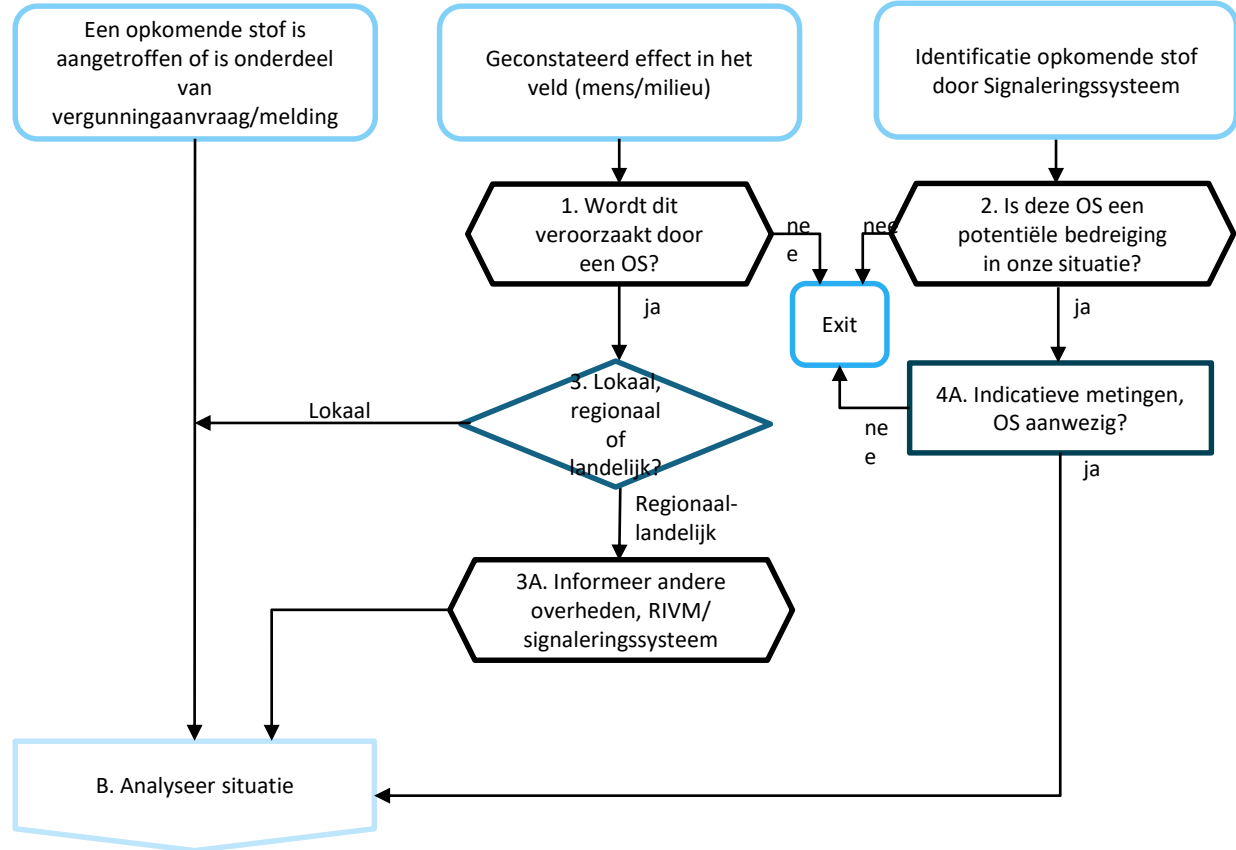 Een opkomende stof is
aangetroffen of is onderdeel
van
vergunningaanvraag/melding
Geconstateerd effect in het
veld (mens/milieu)
Identificatie opkomende stof
door Signaleringssysteem
1. Wordt dit
veroorzaakt door
een OS?
ne
e
nee
2. Is deze OS een
potentiële bedreiging
in onze situatie?
ja
Exit
ja
3. Lokaal,
regionaal
of
landelijk?
Lokaal
4A. Indicatieve metingen,
OS aanwezig?
ne
e
ja
Regionaal-
landelijk
3A. Informeer andere
overheden, RIVM/
signaleringssysteem
B. Analyseer situatie